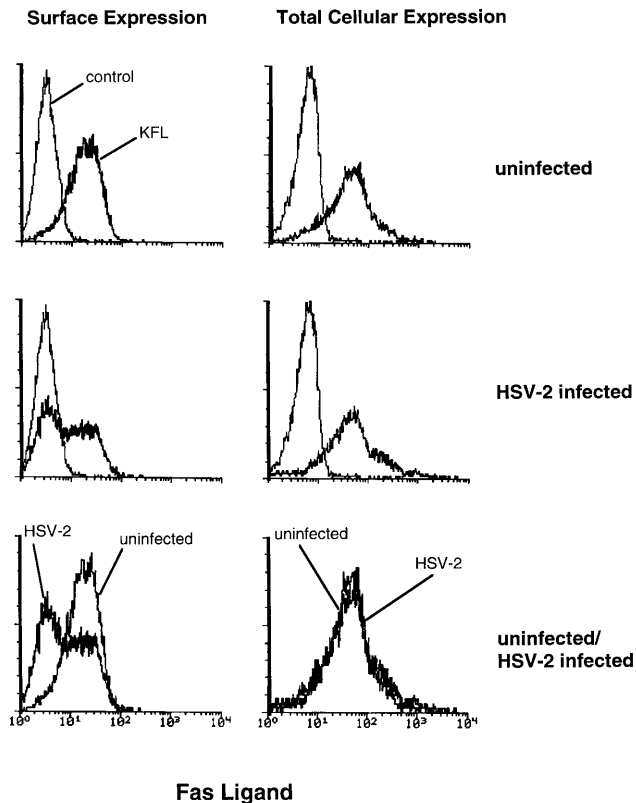 Surface Expression
Total Cellular Expression
control
KFL
uninfected
HSV-2 infected
HSV-2
uninfected
uninfected
HSV-2
uninfected/
HSV-2 infected
10⁰ 10¹ 10² 10³ 10⁴
10⁰ 10¹ 10² 10³ 10⁴
Fas Ligand